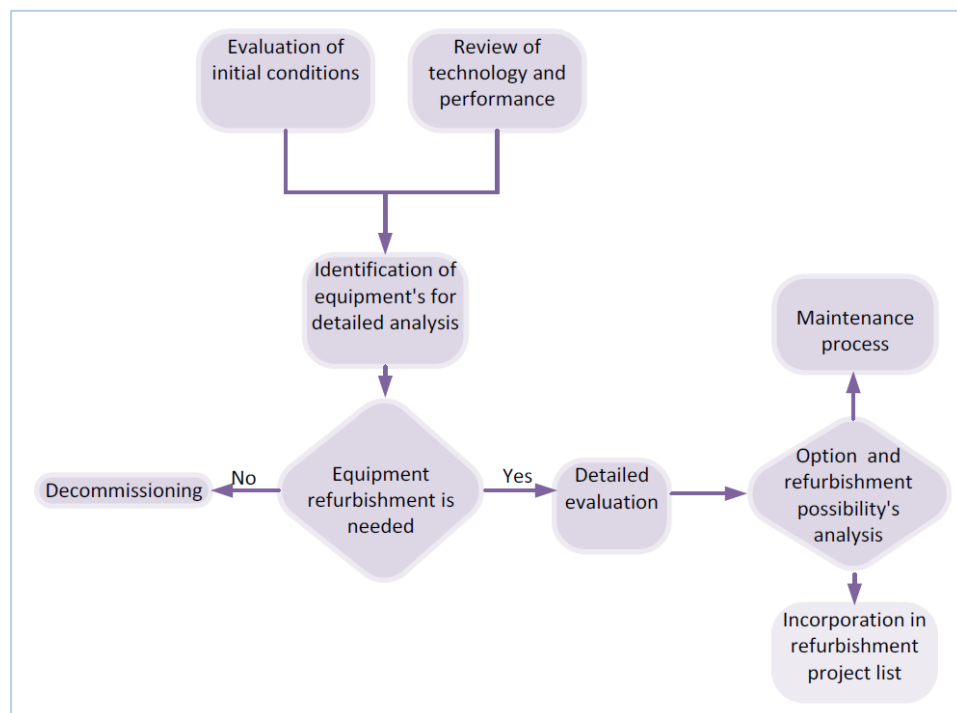 Evaluation of
initial conditions
Review of
technology and
performance
Identification of
equipment's for
detailed analysis
Maintenance
process
Decommissioning
No
Equipment
refurbishment is
needed
Yes
Detailed
evaluation
Option and
refurbishment
possibility's
analysis
Incorporation in
refurbishment
project list